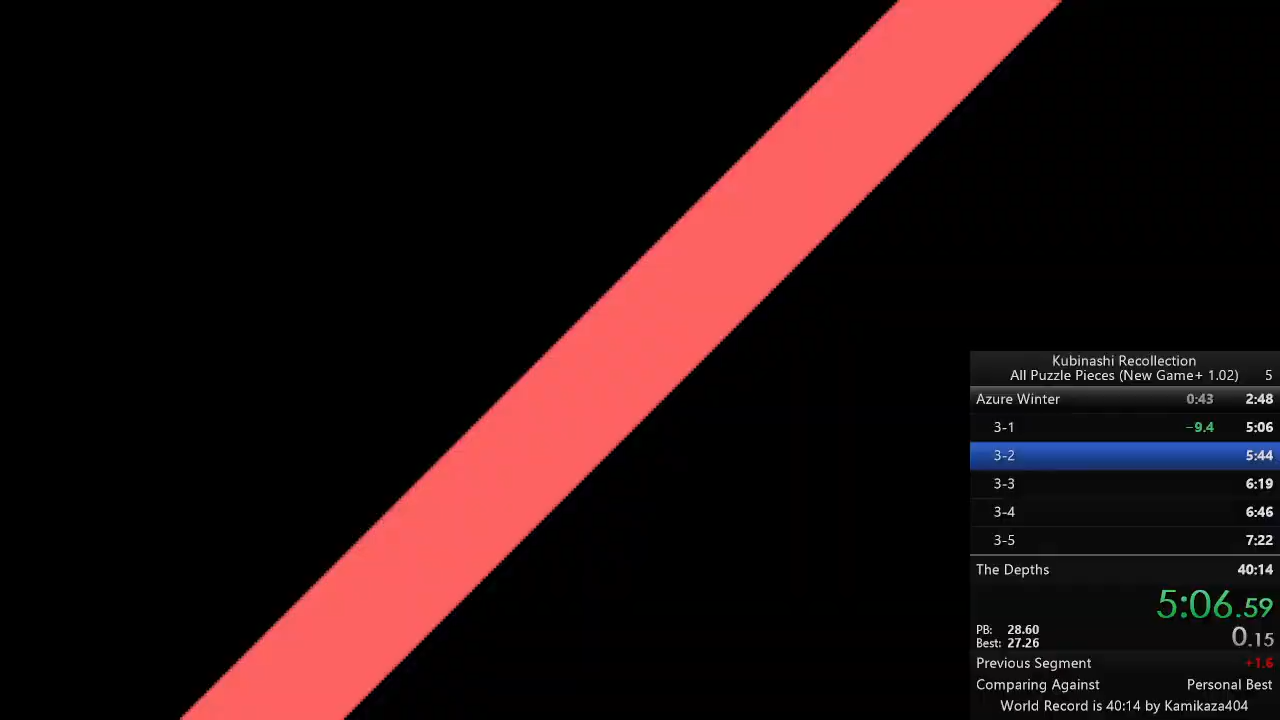 Kubinashi Recollection
All Puzzle Pieces (New Game+ 1.02) 5
Azure Winter 0:43 2:48
3-1 −9.4 5:06
3-2 5:44
3-3 6:19
3-4 6:46
3-5 7:22
The Depths 40:14
5:06.59
PB: 28.60
Best: 27.26
0.15
Previous Segment +1.6
Comparing Against Personal Best
World Record is 40:14 by Kamikaza404